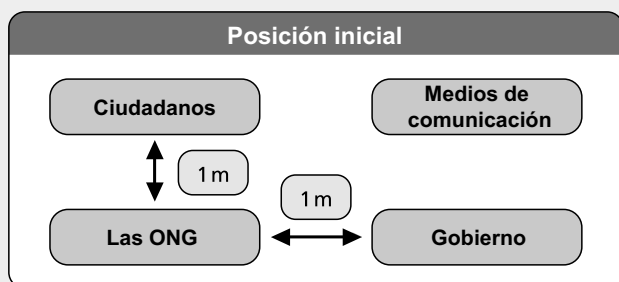 Posición inicial
Ciudadanos
Medios de
comunicación
1 m
1 m
Las ONG
Gobierno